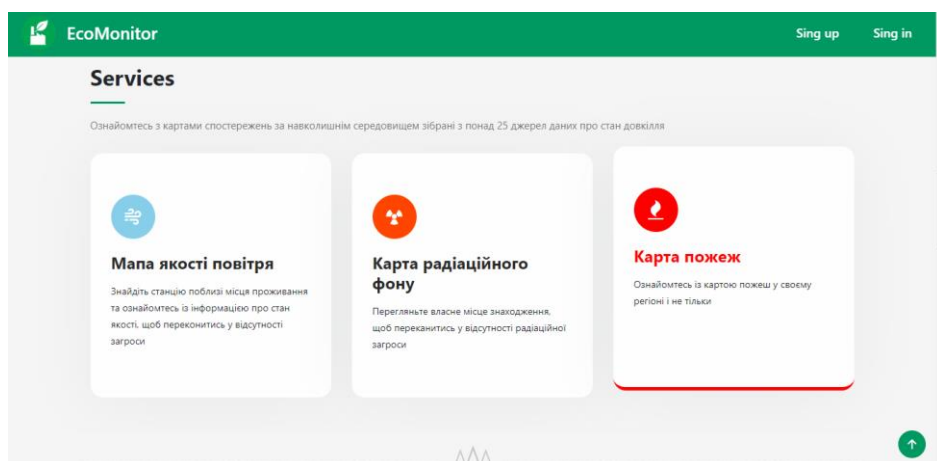 EcoMonitor
Sing up
Sing in
Services
Ознайомтесь з картами спостережень за навколишнім середовищем зібрані з понад 25 джерел даних про стан довкілля
Мапа якості повітря
Знайдіть станцію поблизі місця проживання
та ознайомтесь із інформацією про стан
якості, щоб переконитись у відсутності
загроси
Карта радіаційного
фону
Перегляньте власне місце знаходження,
щоб переканитись у відсутності радіаційної
загроси
Карта пожеж
Ознайомтесь із картою пожеш у своєму
регіоні і не тільки